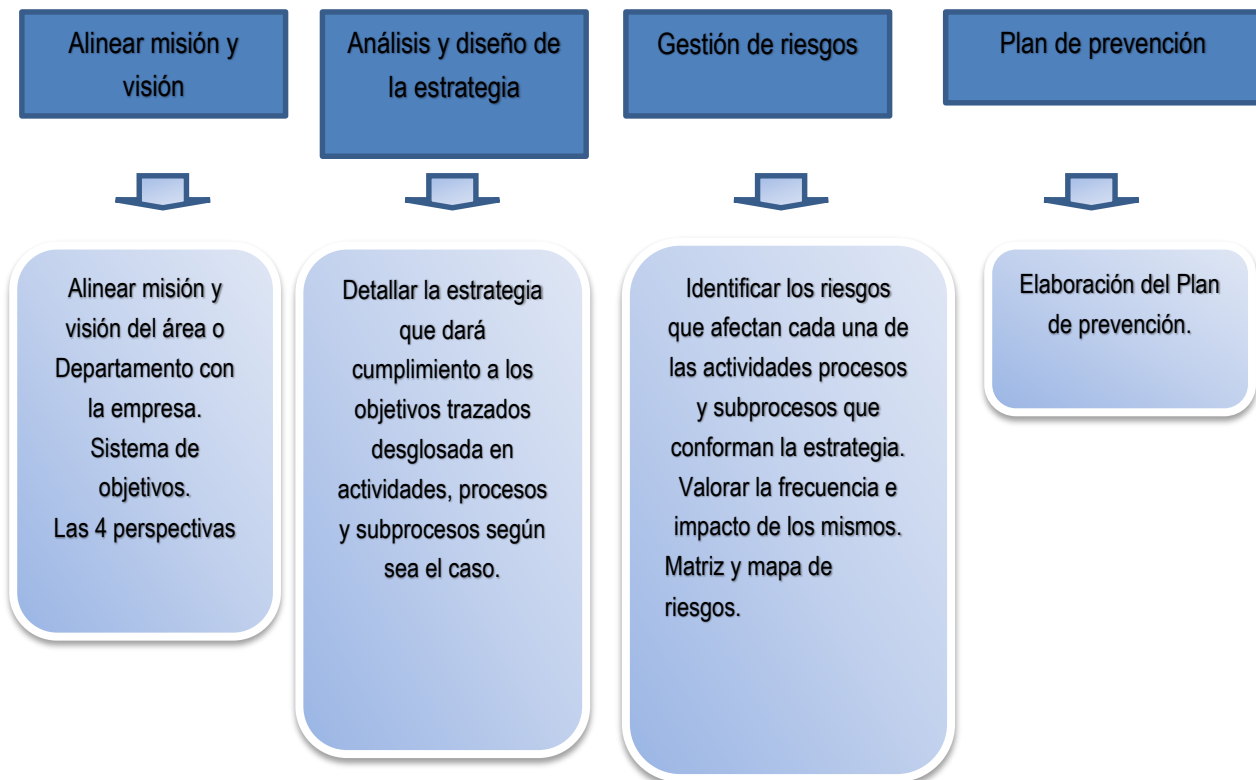 Alinear misión y
visión
Análisis y diseño de
la estrategia
Gestión de riesgos
Plan de prevención
Alinear misión y
visión del área o
Departamento con
la empresa.
Sistema de
objetivos.
Las 4 perspectivas
Detallar la estrategia
que dará
cumplimiento a los
objetivos trazados
desglosada en
actividades, procesos
y subprocesos según
sea el caso.
Identificar los riesgos
que afectan cada una de
las actividades procesos
y subprocesos que
conforman la estrategia.
Valorar la frecuencia e
impacto de los mismos.
Matriz y mapa de
riesgos.
Elaboración del Plan
de prevención.